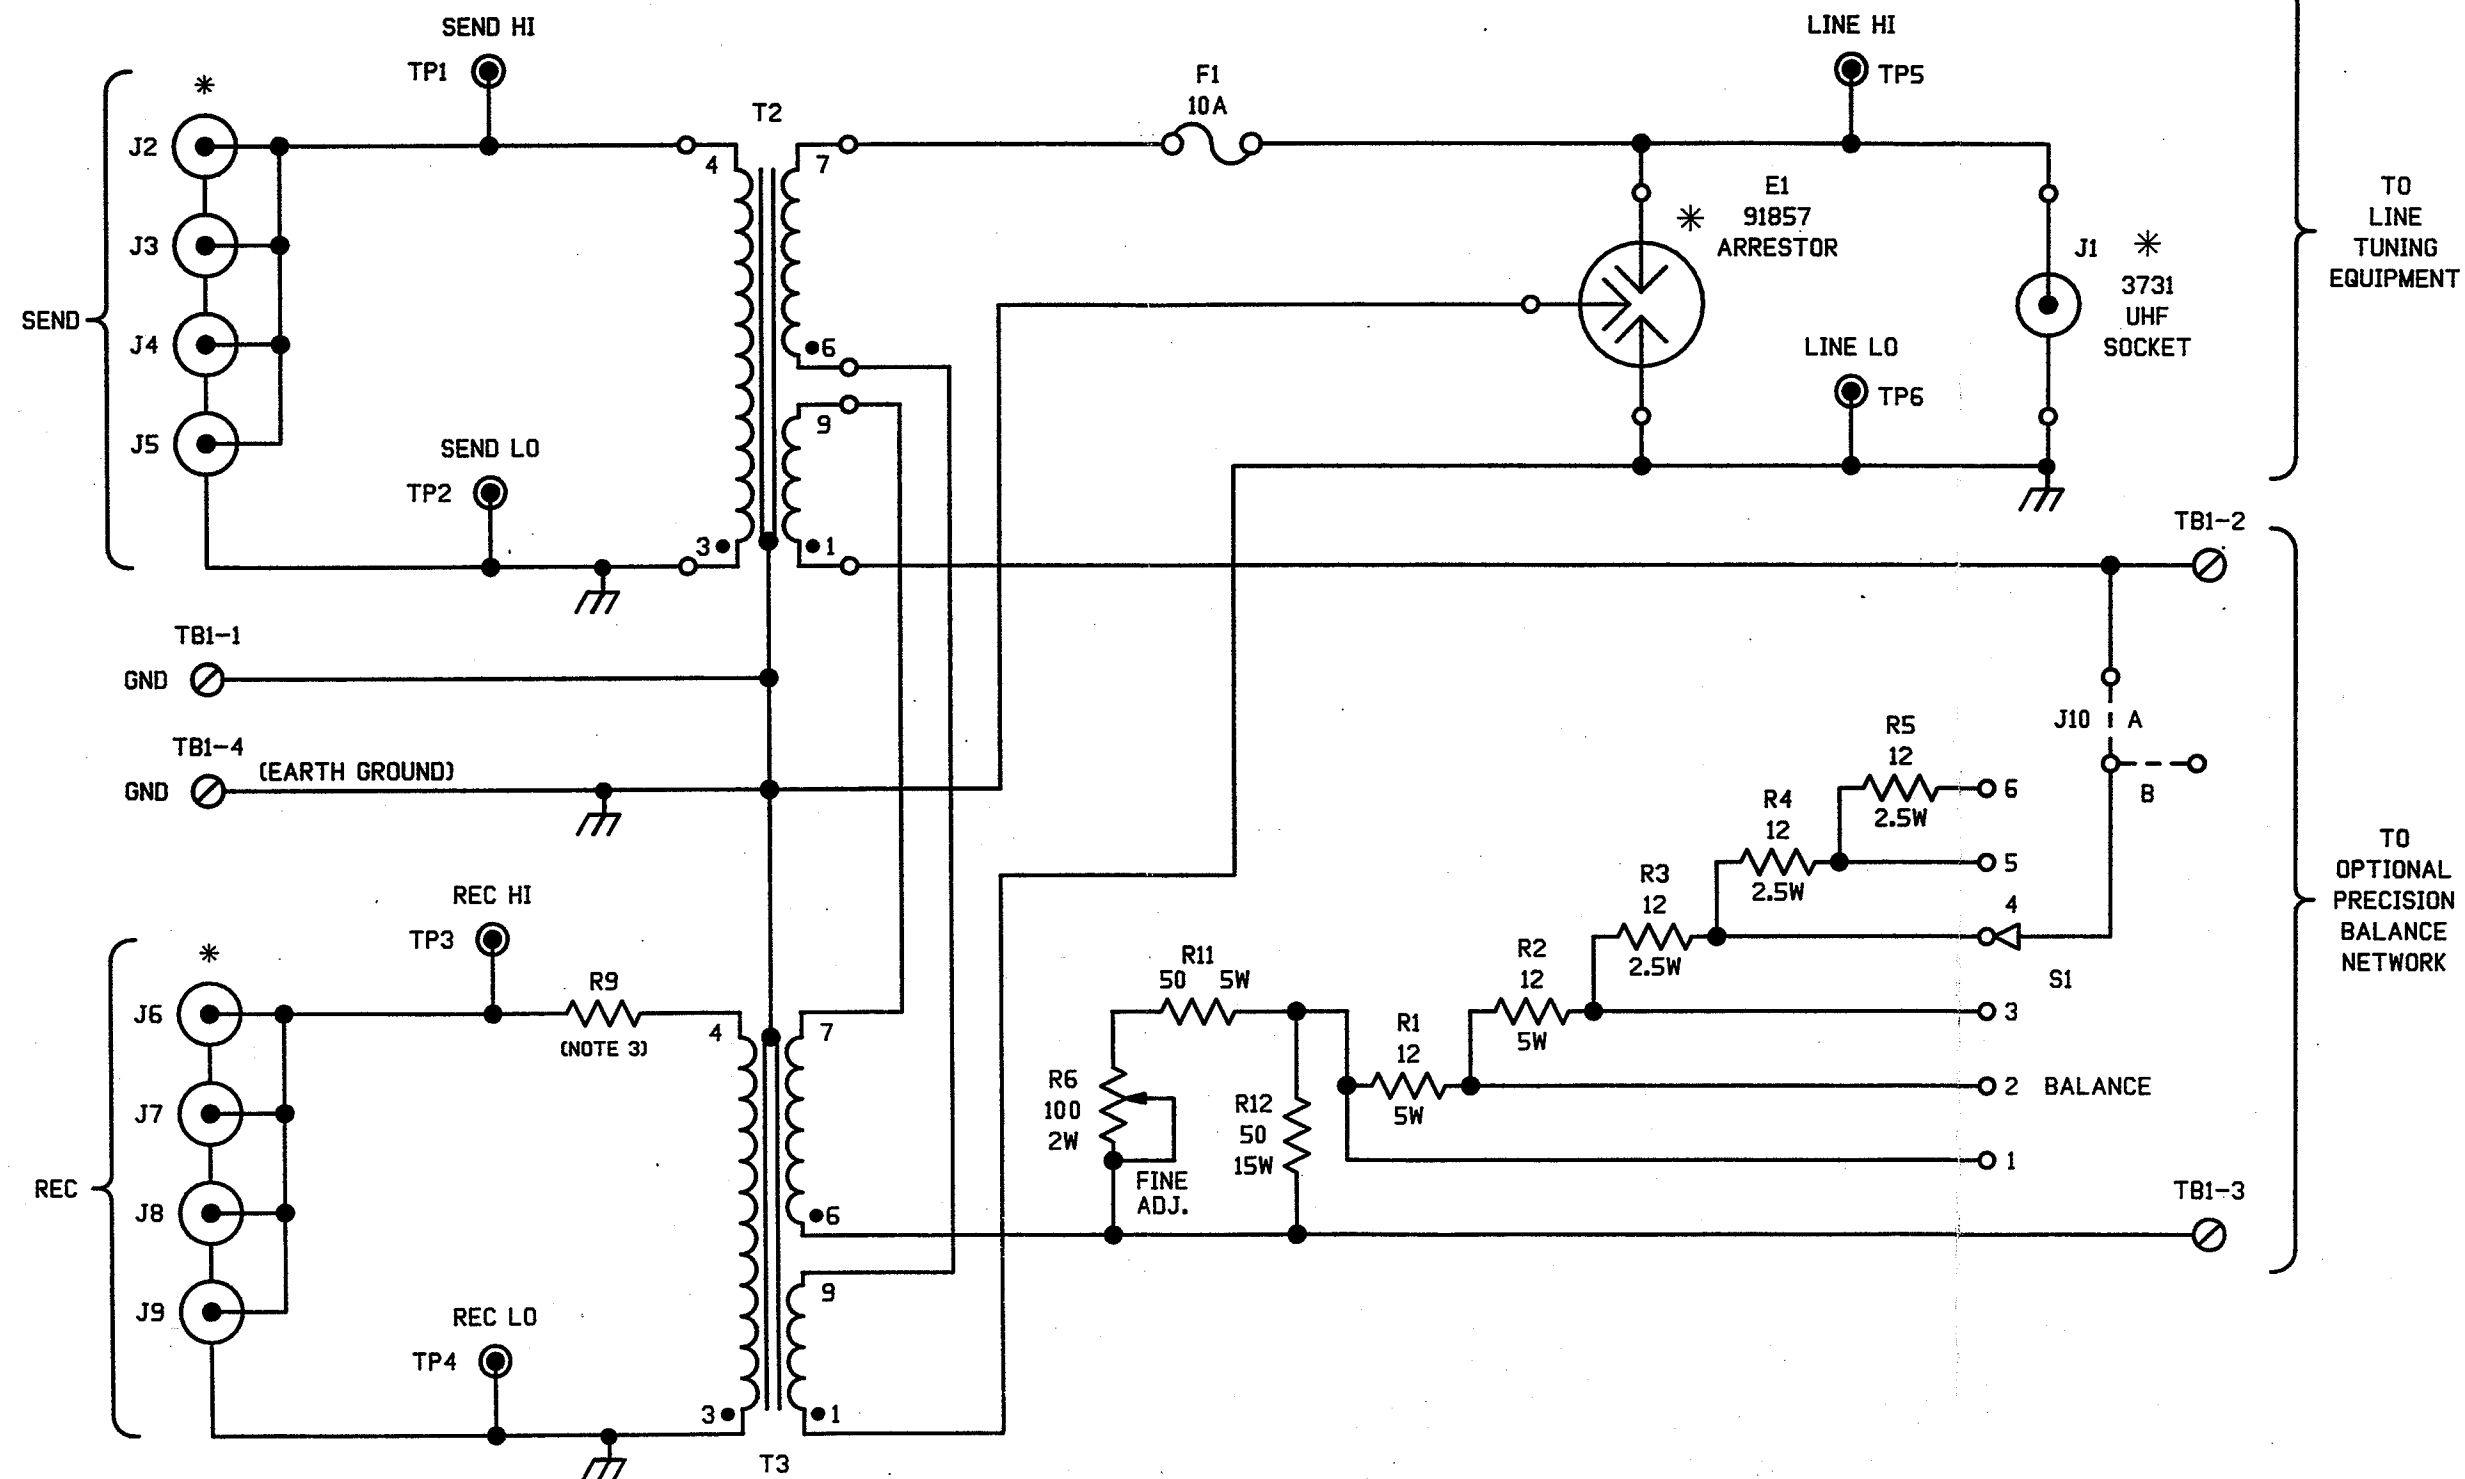 SEND HI
TP1
T2
F1
10A
LINE HI
TP5
J2
J3
J4
J5
SEND
4
7
●6
9
3●
●1
SEND LO
TP2
E1
91857
ARRESTOR
J1
3731
UHF
SOCKET
LINE LO
TP6
TO
LINE
TUNING
EQUIPMENT
TB1-1
GND
TB1-4
GND
(EARTH GROUND)
TB1-2
J10
A
B
R5
12
2.5W
6
R4
12
2.5W
5
R3
12
2.5W
4
S1
R2
12
5W
3
R1
12
5W
2
BALANCE
1
R11
50 5W
R6
100
2W
FINE
ADJ.
R12
50
15W
TB1-3
TO
OPTIONAL
PRECISION
BALANCE
NETWORK
REC HI
TP3
R9
(NOTE 3)
J6
J7
J8
J9
REC
4
7
●6
9
3●
●1
REC LO
TP4
T3